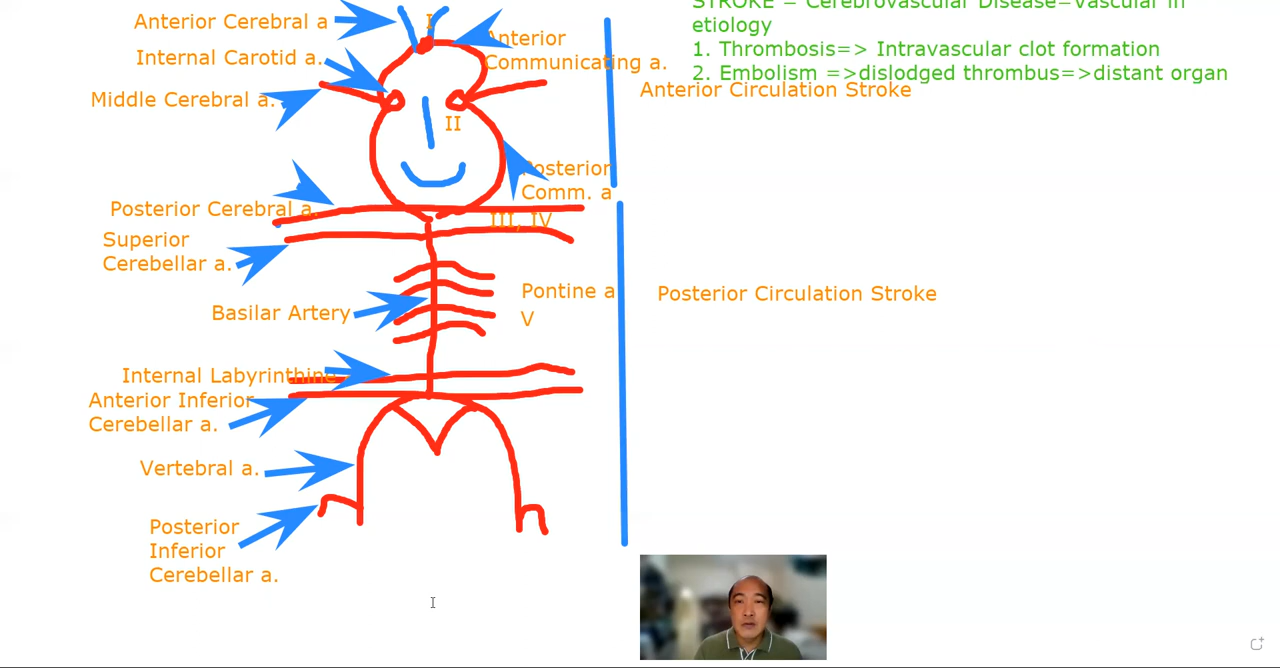 STROKE = Cerebrovascular Disease=Vascular in
etiology
1. Thrombosis=> Intravascular clot formation
2. Embolism =>dislodged thrombus=>distant organ
Anterior Circulation Stroke
Anterior Cerebral a
I
Anterior
Communicating a.
Internal Carotid a.
Middle Cerebral a.
II
Posterior
Comm. a
Posterior Cerebral a.
III, IV
Superior
Cerebellar a.
Pontine a
V
Posterior Circulation Stroke
Basilar Artery
Internal Labyrinthine
Anterior Inferior
Cerebellar a.
Vertebral a.
Posterior
Inferior
Cerebellar a.